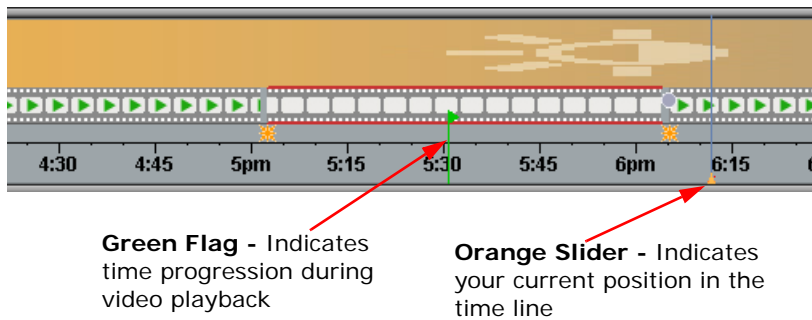 4:30 4:45 5pm 5:15 5:30 5:45 6pm 6:15
Green Flag - Indicates
time progression during
video playback
Orange Slider - Indicates
your current position in the
time line